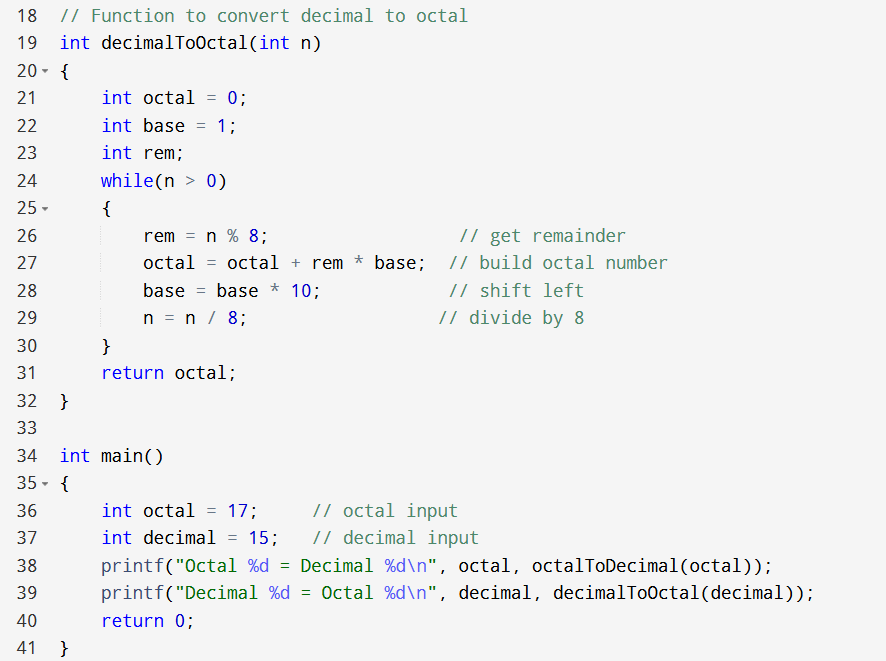 18 // Function to convert decimal to octal
19 int decimalToOctal(int n)
20 {
21     int octal = 0;
22     int base = 1;
23     int rem;
24     while(n > 0)
25     {
26         rem = n % 8;                  // get remainder
27         octal = octal + rem * base;  // build octal number
28         base = base * 10;            // shift left
29         n = n / 8;                  // divide by 8
30     }
31     return octal;
32 }
33
34 int main()
35 {
36     int octal = 17;     // octal input
37     int decimal = 15;   // decimal input
38     printf("Octal %d = Decimal %d\n", octal, octalToDecimal(octal));
39     printf("Decimal %d = Octal %d\n", decimal, decimalToOctal(decimal));
40     return 0;
41 }